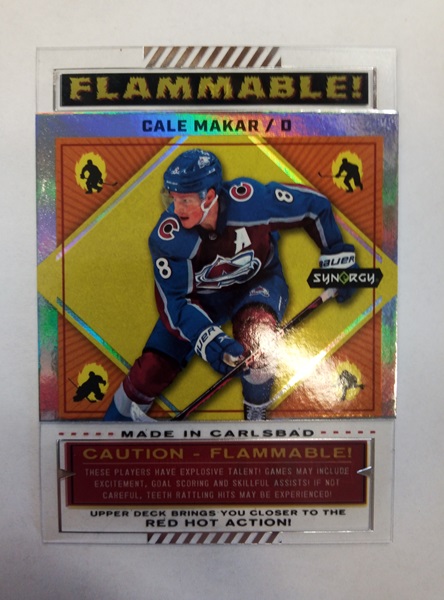 FLAMMABLE!
CALE MAKAR / D
8
A
8
BAUER
SYNERGY
BAUER
MADE IN CARLSBAD
CAUTION - FLAMMABLE!
THESE PLAYERS HAVE EXPLOSIVE TALENT! GAMES MAY INCLUDE
EXCITEMENT, GOAL SCORING AND SKILLFUL ASSISTS! IF NOT
CAREFUL, TEETH RATTLING HITS MAY BE EXPERIENCED!
UPPER DECK BRINGS YOU CLOSER TO THE
RED HOT ACTION!